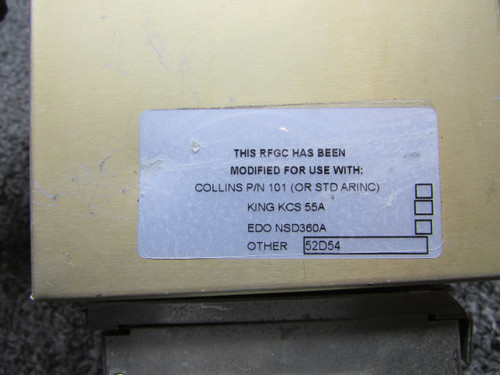 THIS RFGC HAS BEEN
MODIFIED FOR USE WITH:
COLLINS P/N 101 (OR STD ARINC)
KING KCS 55A
EDO NSD360A
OTHER 52D54